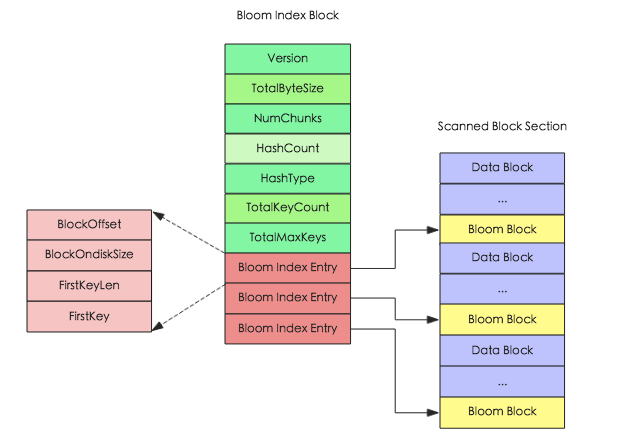 Bloom Index Block
Version
TotalByteSize
NumChunks
HashCount
HashType
TotalKeyCount
TotalMaxKeys
Bloom Index Entry
Bloom Index Entry
Bloom Index Entry
BlockOffset
BlockOndiskSize
FirstKeyLen
FirstKey
Scanned Block Section
Data Block
...
Bloom Block
Data Block
...
Bloom Block
Data Block
...
Bloom Block